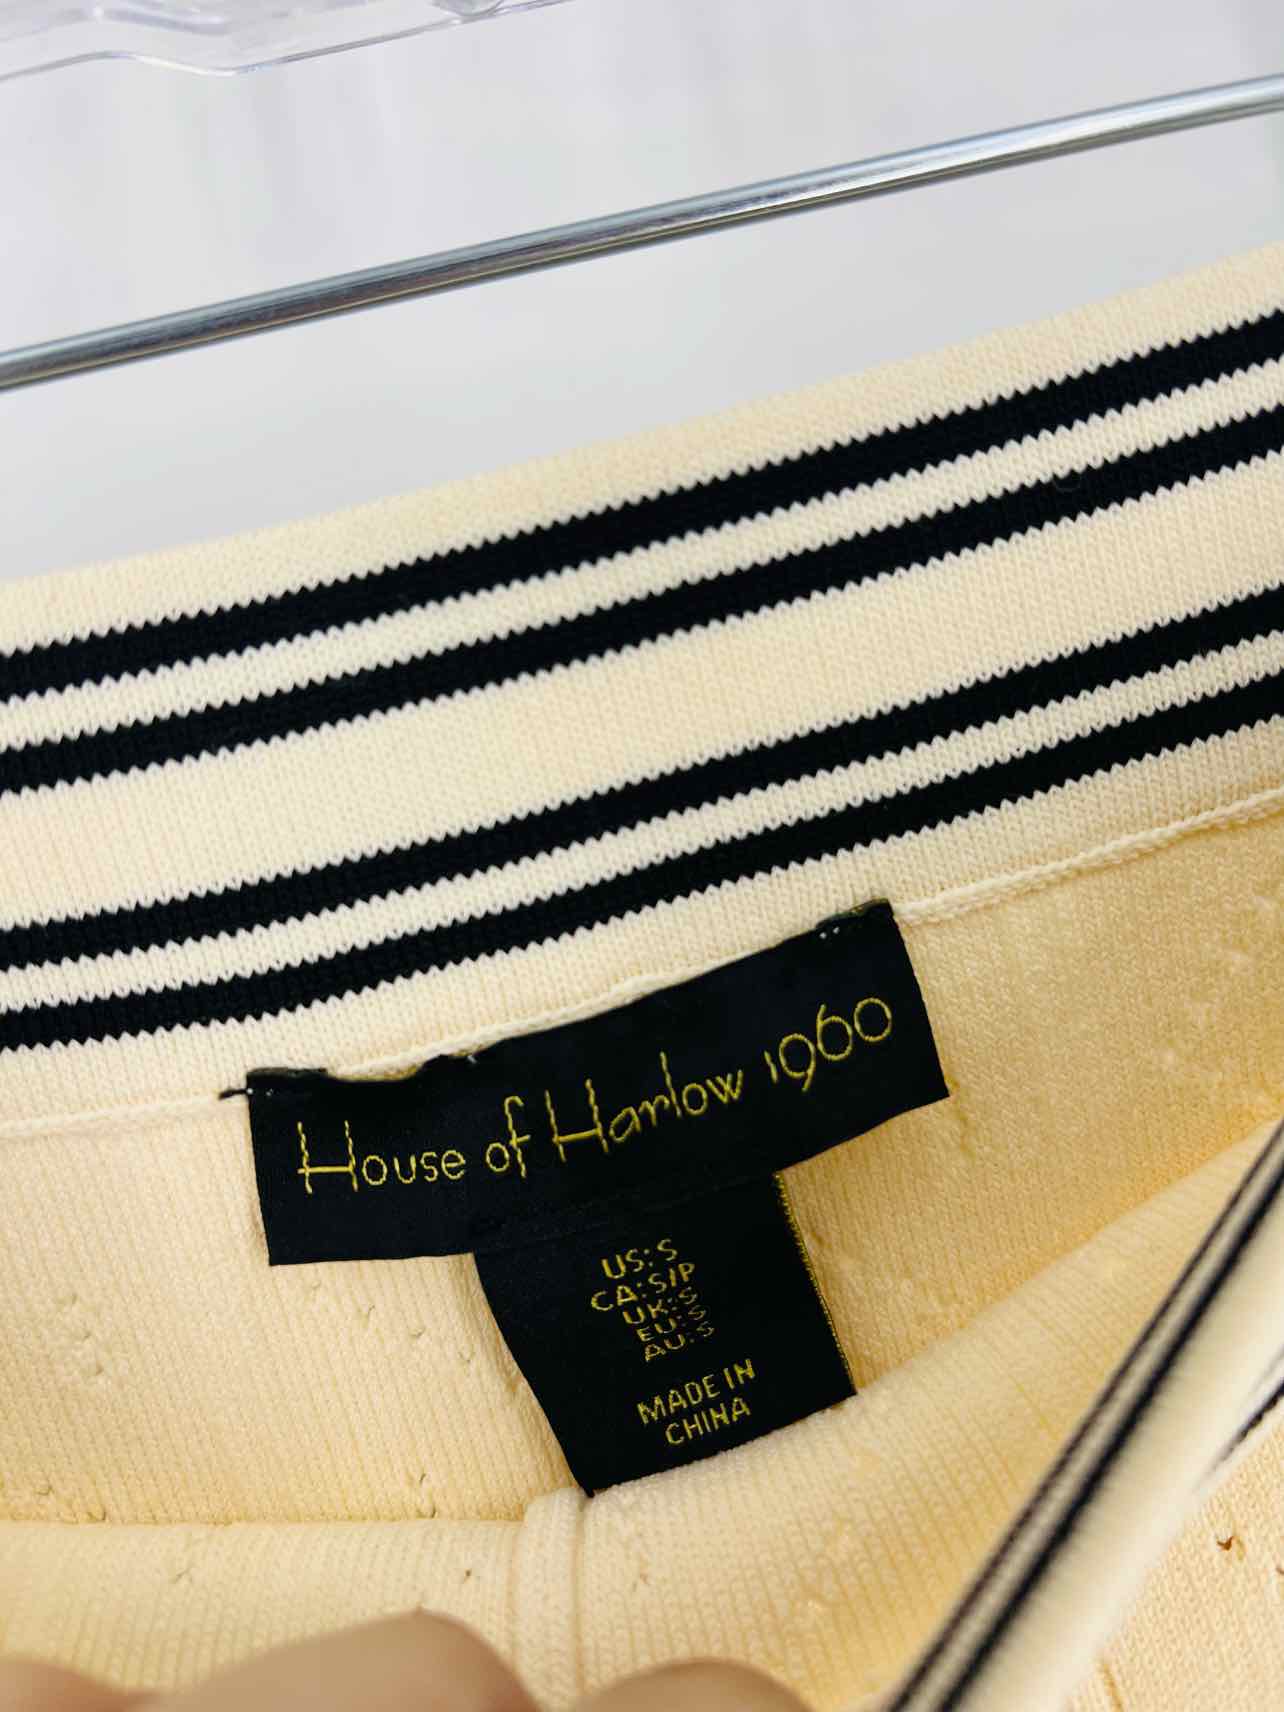 House of Harlow 1960
US: S
CA: S/P
UK: S
EU: S
AU: S
MADE IN
CHINA